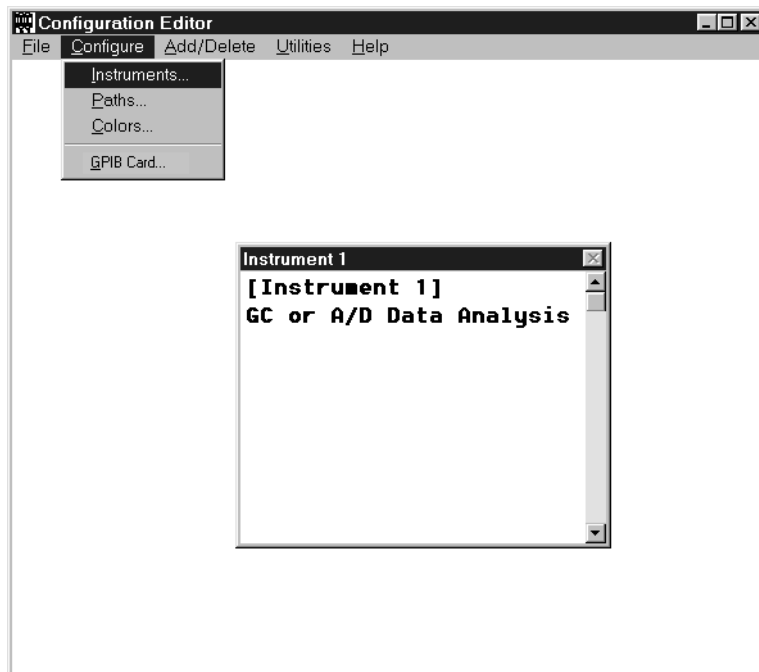 Configuration Editor
File Configure Add/Delete Utilities Help
Instruments...
Paths...
Colors...
GPIB Card...
Instrument 1
[Instrument 1]
GC or A/D Data Analysis